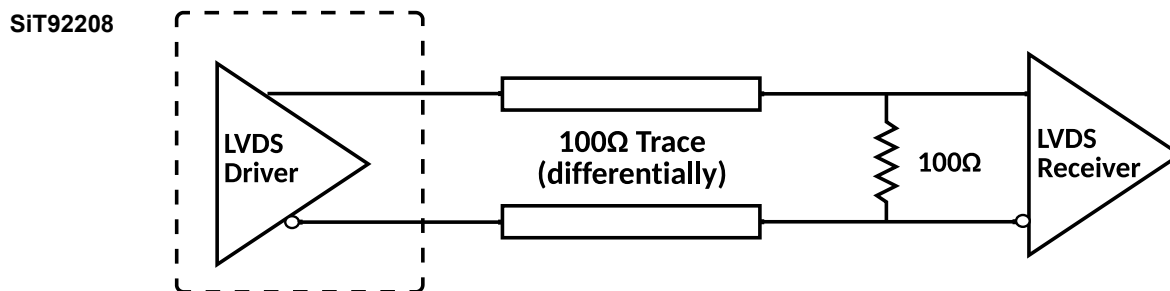 SiT92208
LVDS
Driver
100Ω Trace
(differentially)
100Ω
LVDS
Receiver